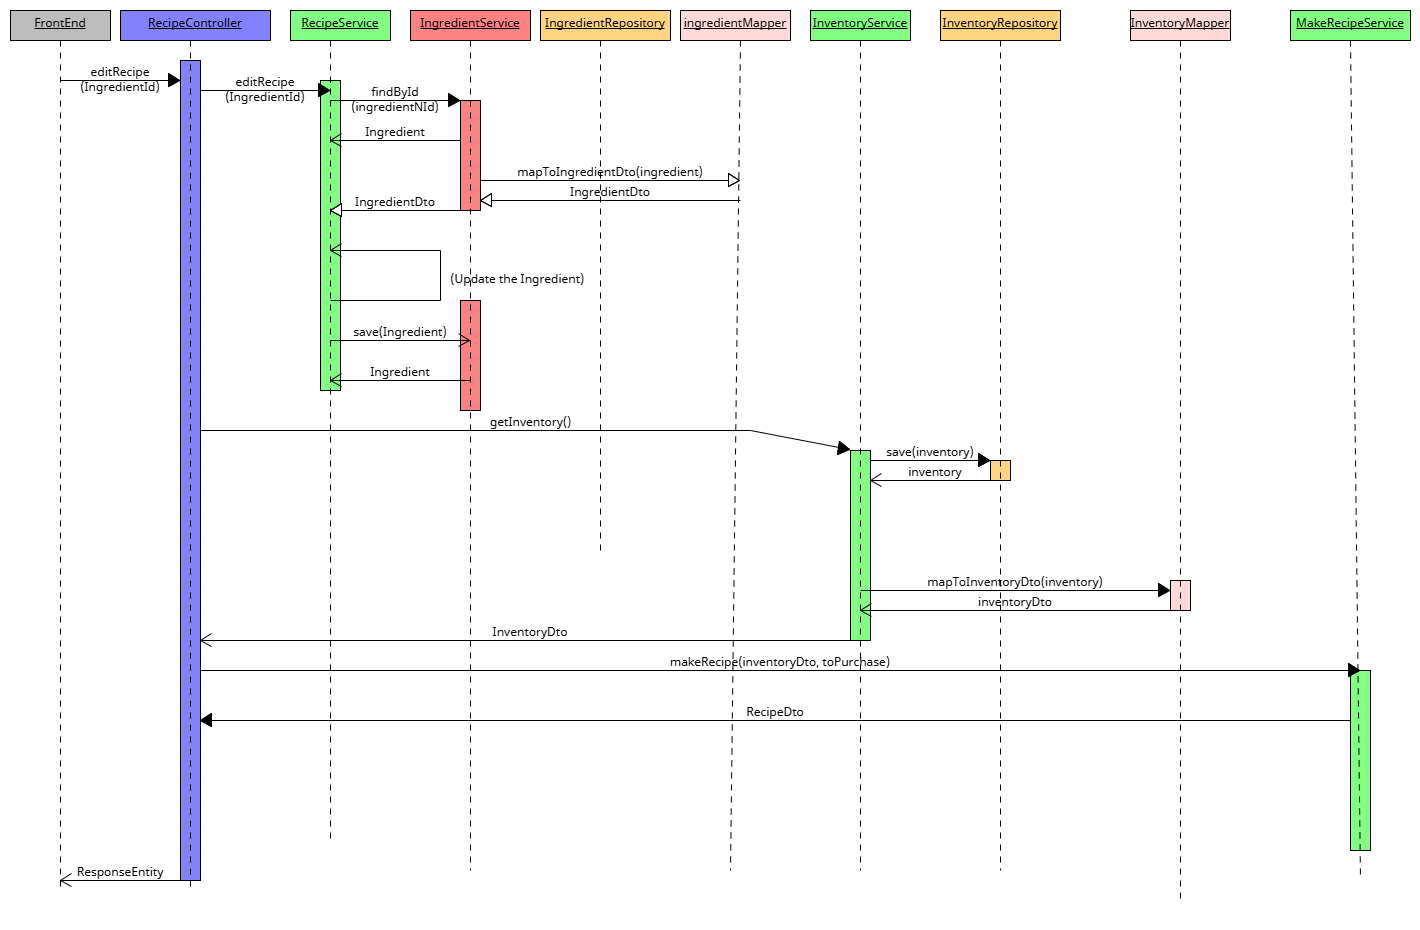 FrontEnd
RecipeController
RecipeService
IngredientService
IngredientRepository
ingredientMapper
InventoryService
InventoryRepository
InventoryMapper
MakeRecipeService
editRecipe
(IngredientId)
editRecipe
(IngredientId)
findById
(ingredientNId)
Ingredient
mapToIngredientDto(ingredient)
IngredientDto
IngredientDto
(Update the Ingredient)
save(Ingredient)
Ingredient
getInventory()
save(inventory)
inventory
mapToInventoryDto(inventory)
inventoryDto
InventoryDto
makeRecipe(inventoryDto, toPurchase)
RecipeDto
ResponseEntity